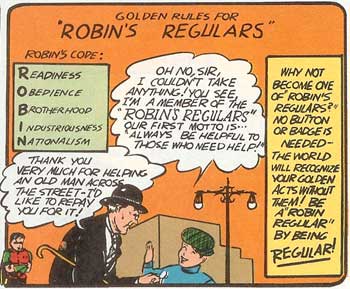 GOLDEN RULES FOR
"ROBIN'S REGULARS"
ROBIN'S CODE:
READINESS
OBEDIENCE
BROTHERHOOD
INDUSTRIOUSNESS
NATIONALISM
OH NO, SIR,
I COULDN'T TAKE
ANYTHING! YOU SEE,
I'M A MEMBER OF THE
"ROBIN'S REGULARS"
OUR FIRST MOTTO IS...
"ALWAYS BE HELPFUL TO
THOSE WHO NEED HELP!"
THANK YOU
VERY MUCH FOR HELPING
AN OLD MAN ACROSS
THE STREET! I'D
LIKE TO REPAY
YOU FOR IT!
WHY NOT
BECOME ONE
OF ROBIN'S
REGULARS?"
NO BUTTON
OR BADGE IS
NEEDED--
THE WORLD
WILL RECOGNIZE
YOUR GOLDEN
ACTS WITHOUT
THEM! BE
A "ROBIN
REGULAR"
BY BEING
REGULAR!